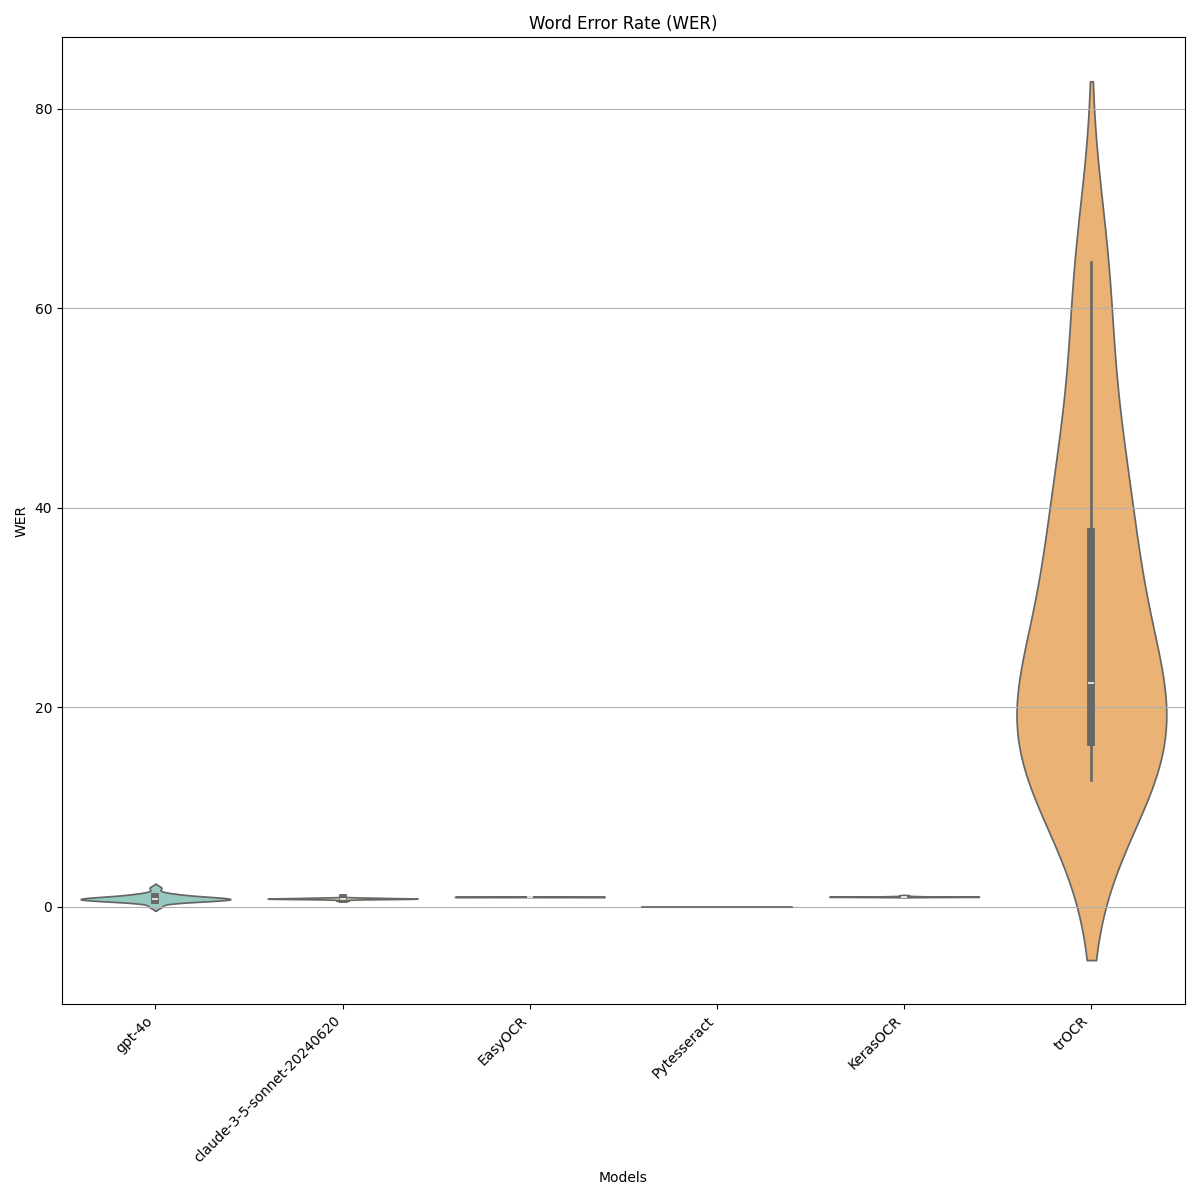 Word Error Rate (WER)
80
60
40
20
0
WER
gpt-4o
claude-3-5-sonnet-20240620
EasyOCR
Pytesseract
KerasOCR
trOCR
Models